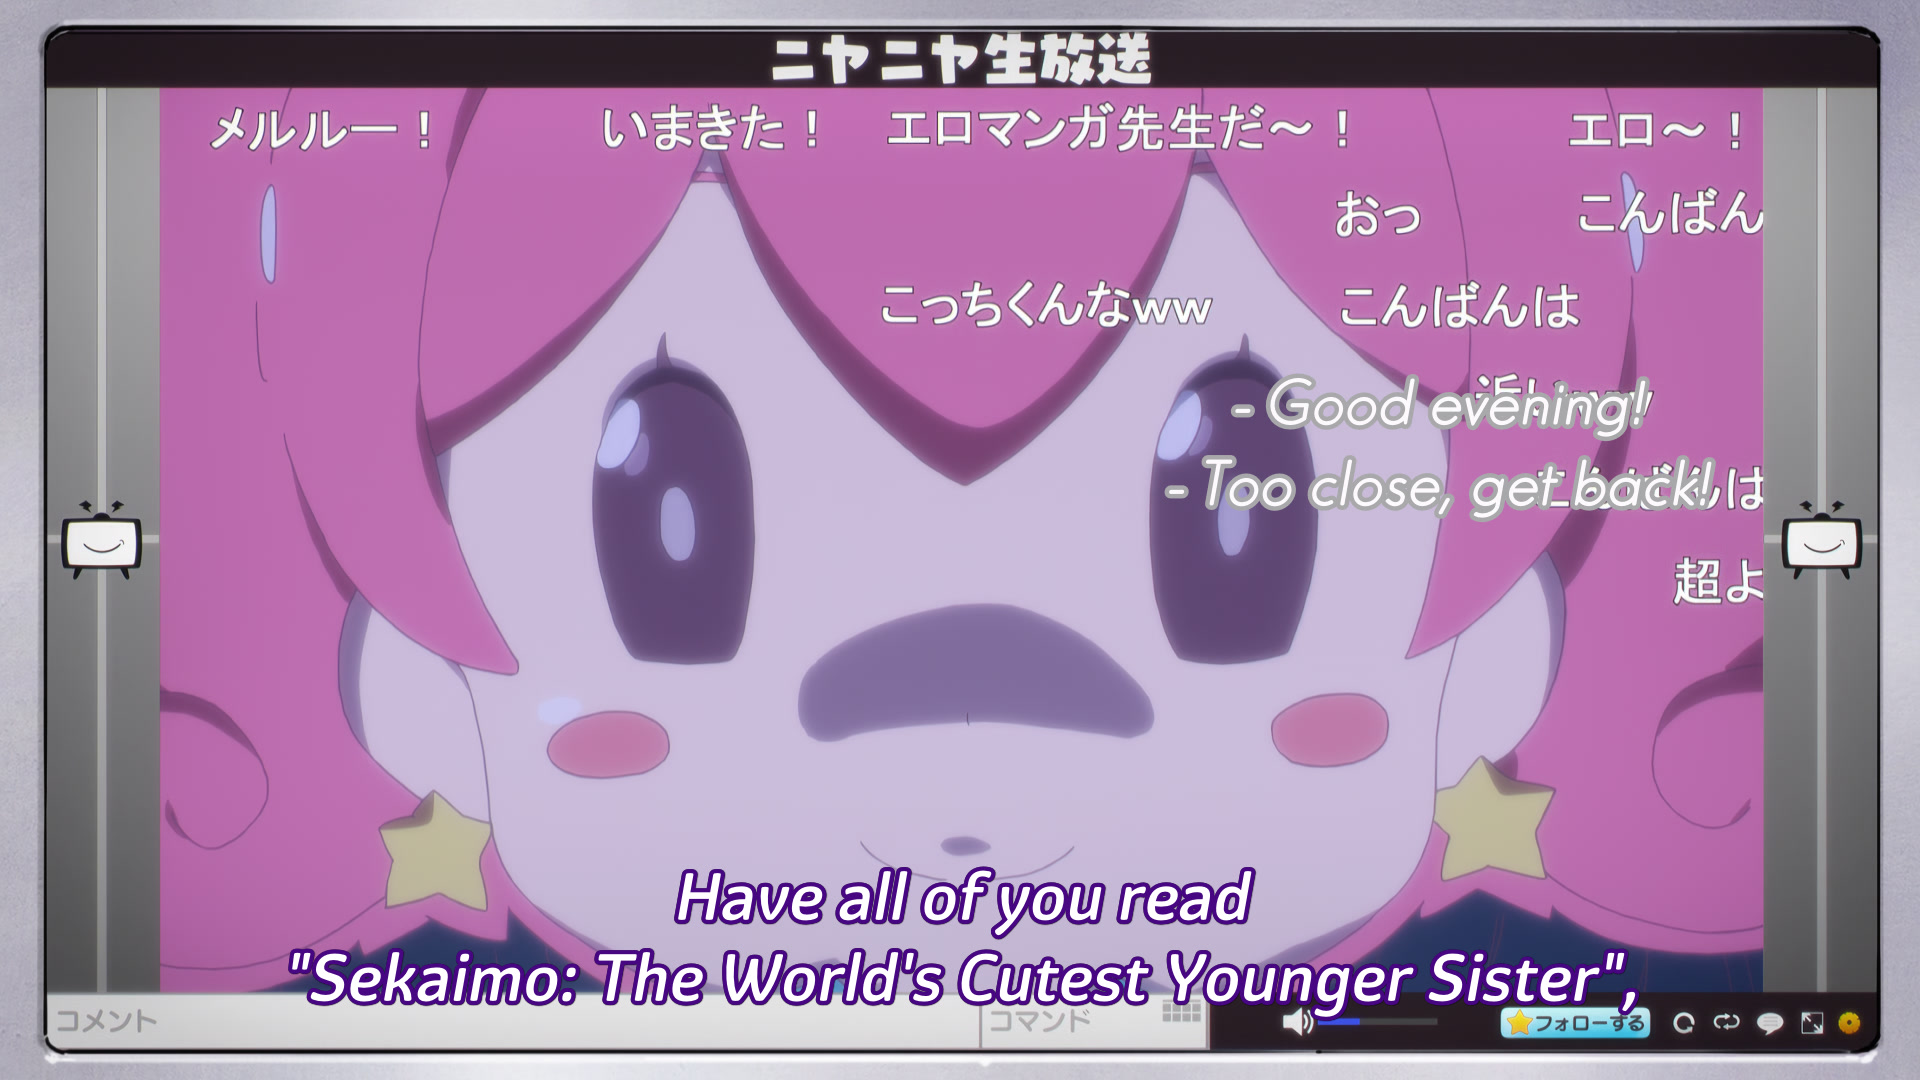 ニヤニヤ生放送
メルルー！ いまきた！ エロマンガ先生だ～！ エロ～！
おっ こんばん
こっちくんなww こんばんは
- Good evening!
- Too close, get back!
超よ
Have all of you read
"Sekaimo: The World's Cutest Younger Sister",
コメント コマンド フォローする